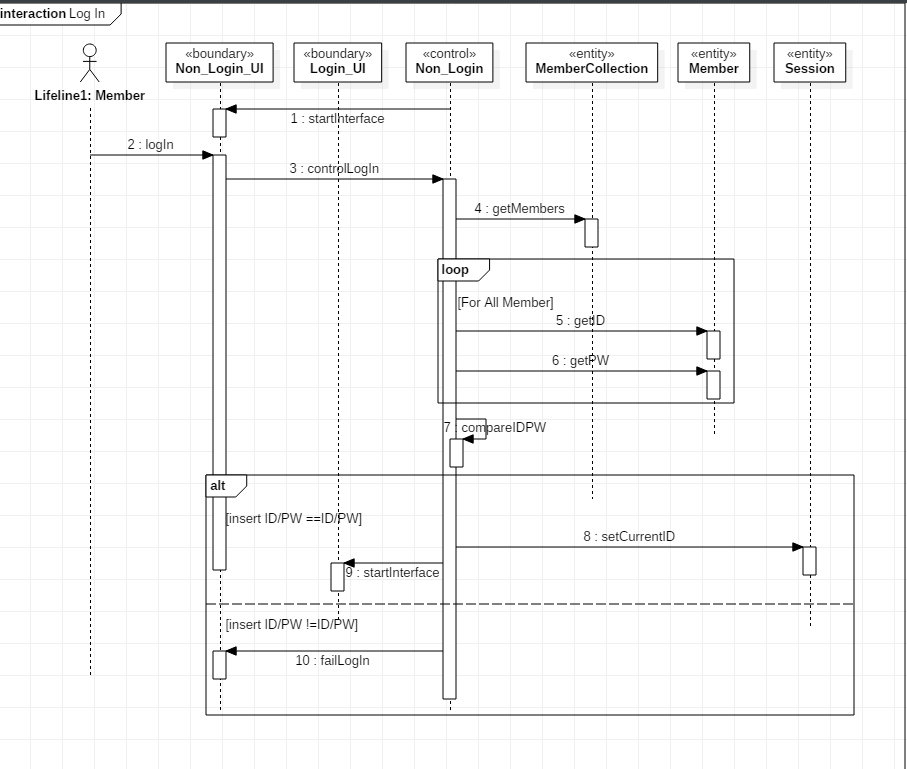 interaction Log In
«boundary»
Non_Login_UI
«boundary»
Login_UI
«control»
Non_Login
«entity»
MemberCollection
«entity»
Member
«entity»
Session
Lifeline1: Member
1 : startInterface
2 : logIn
3 : controlLogIn
4 : getMembers
loop
[For All Member]
5 : getID
6 : getPW
7 : compareIDPW
alt
[insert ID/PW ==ID/PW]
8 : setCurrentID
9 : startInterface
[insert ID/PW !=ID/PW]
10 : failLogIn